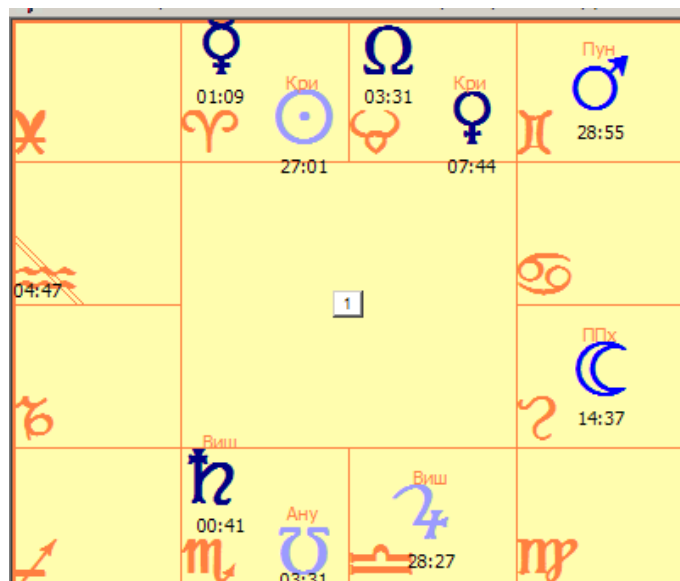 Кри
01:09
27:01
Кри
03:31
07:44
Пун
28:55
04:47
1
ППх
14:37
Виш
00:41
Ану
03:31
Виш
28:27